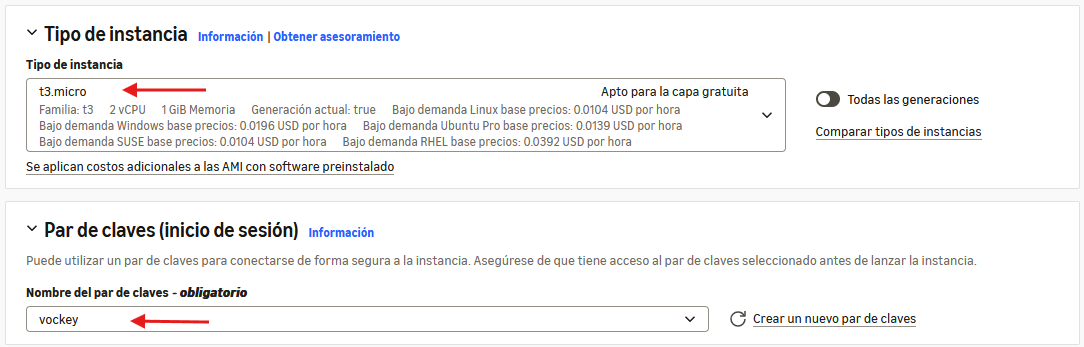 Tipo de instancia Información | Obtener asesoramiento
Tipo de instancia
t3.micro Apto para la capa gratuita
Familia: t3 2 vCPU 1 GiB Memoria Generación actual: true Bajo demanda Linux base precios: 0.0104 USD por hora
Bajo demanda Windows base precios: 0.0196 USD por hora Bajo demanda Ubuntu Pro base precios: 0.0139 USD por hora
Bajo demanda SUSE base precios: 0.0104 USD por hora Bajo demanda RHEL base precios: 0.0392 USD por hora
Todas las generaciones
Comparar tipos de instancias
Se aplican costos adicionales a las AMI con software preinstalado
Par de claves (inicio de sesión) Información
Puede utilizar un par de claves para conectarse de forma segura a la instancia. Asegúrese de que tiene acceso al par de claves seleccionado antes de lanzar la instancia.
Nombre del par de claves - obligatorio
vockey
Crear un nuevo par de claves